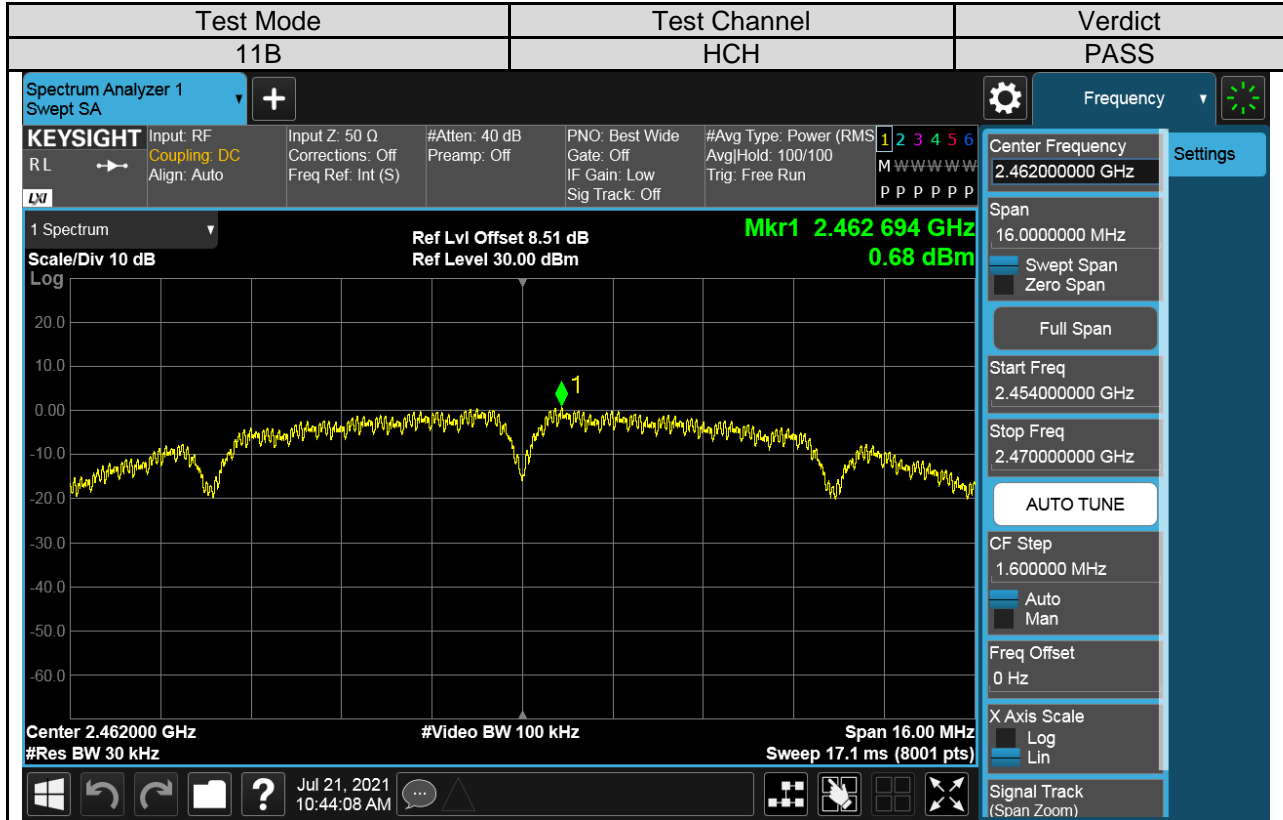 Test Mode Test Channel Verdict
11B HCH PASS
Spectrum Analyzer 1
Swept SA
+
Frequency
KEYSIGHT Input: RF Input Z: 50 Ω #Atten: 40 dB PNO: Best Wide #Avg Type: Power (RMS 1 2 3 4 5 6
RL Coupling: DC Corrections: Off Preamp: Off Gate: Off Avg|Hold: 100/100 M W W W W W
Align: Auto Freq Ref: Int (S) IF Gain: Low Trig: Free Run
LXI Sig Track: Off P P P P P P
1 Spectrum
Ref Lvl Offset 8.51 dB
Mkr1 2.462 694 GHz
Scale/Div 10 dB Ref Level 30.00 dBm 0.68 dBm
Log
20.0
10.0
1
0.00
-10.0
-20.0
-30.0
-40.0
-50.0
-60.0
Center 2.462000 GHz #Video BW 100 kHz Span 16.00 MHz
#Res BW 30 kHz Sweep 17.1 ms (8001 pts)
Center Frequency
2.462000000 GHz
Settings
Span
16.0000000 MHz
Swept Span
Zero Span
Full Span
Start Freq
2.454000000 GHz
Stop Freq
2.470000000 GHz
AUTO TUNE
CF Step
1.600000 MHz
Auto
Man
Freq Offset
0 Hz
X Axis Scale
Log
Lin
Signal Track
(Span Zoom)
?
Jul 21, 2021
10:44:08 AM